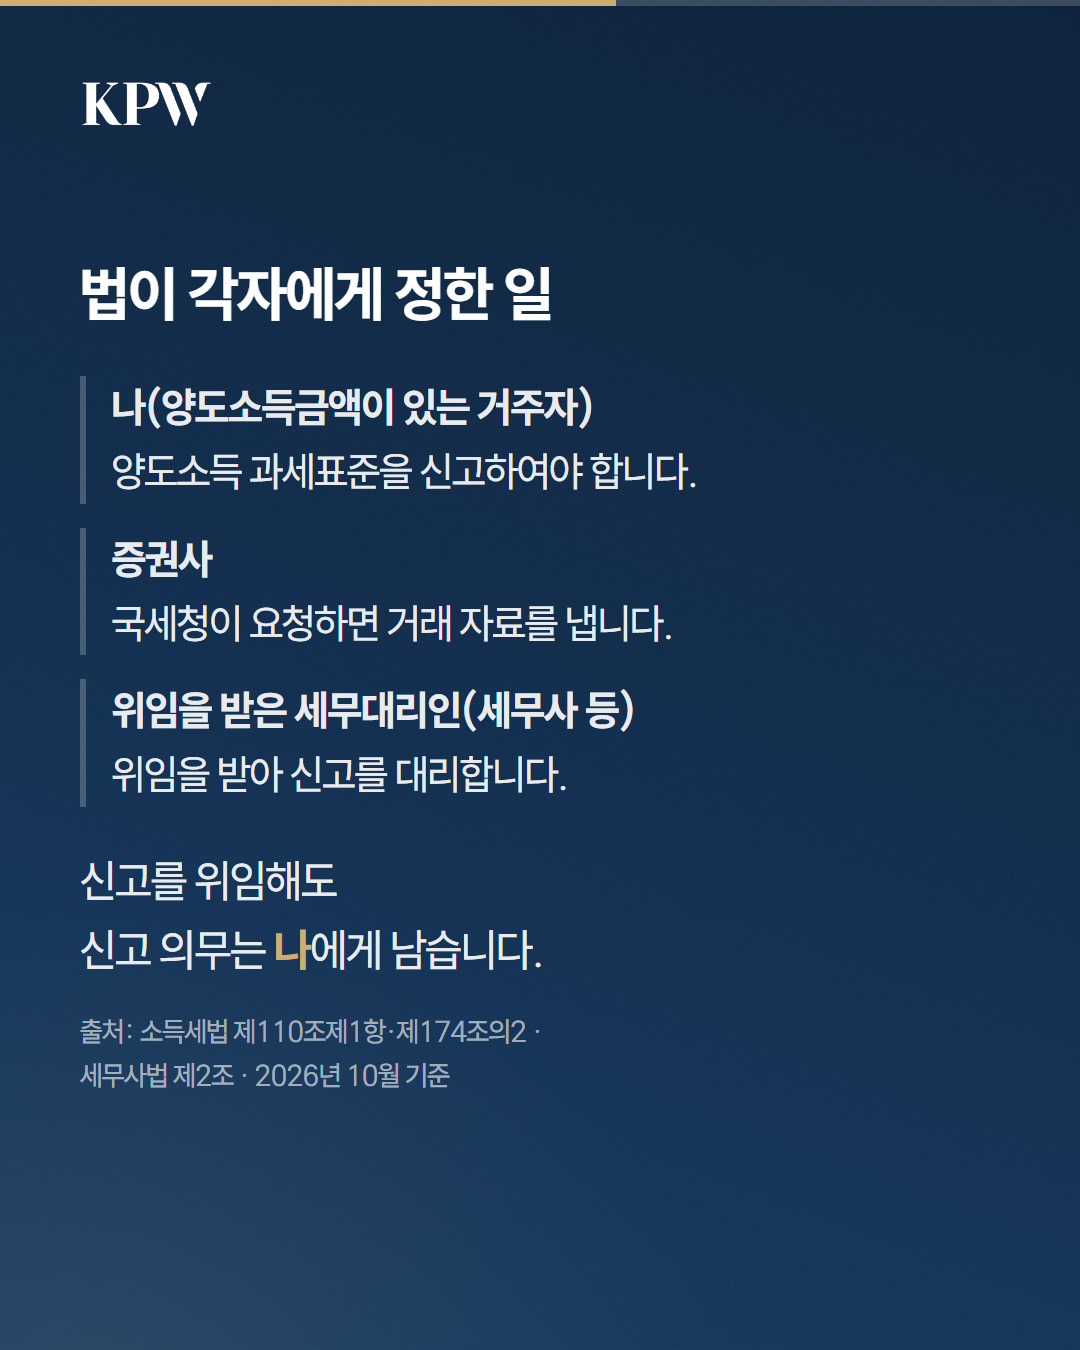 KPW
법이 각자에게 정한 일
나(양도소득금액이 있는 거주자)
양도소득 과세표준을 신고하여야 합니다.
증권사
국세청이 요청하면 거래 자료를 냅니다.
위임을 받은 세무대리인(세무사 등)
위임을 받아 신고를 대리합니다.
신고를 위임해도
신고 의무는 나에게 남습니다.
출처: 소득세법 제110조제1항·제174조의2 ·
세무사법 제2조 · 2026년 10월 기준